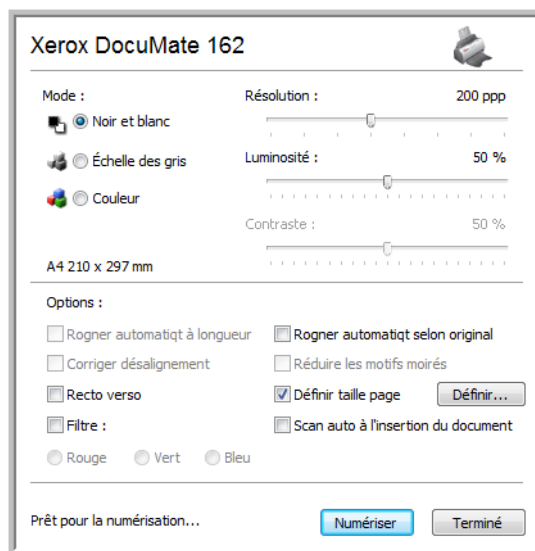 Xerox DocuMate 162
Mode :
Résolution :
200 ppp
Noir et blanc
Échelle des gris
Luminosité :
50 %
Couleur
Contraste :
50 %
A4 210 x 297 mm
Options :
Rogner automatiqt à longueur
Rogner automatiqt selon original
Corriger désalignement
Réduire les motifs moirés
Recto verso
Définir taille page
Définir...
Filtre :
Scan auto à l'insertion du document
Rouge
Vert
Bleu
Prêt pour la numérisation...
Numériser
Terminé